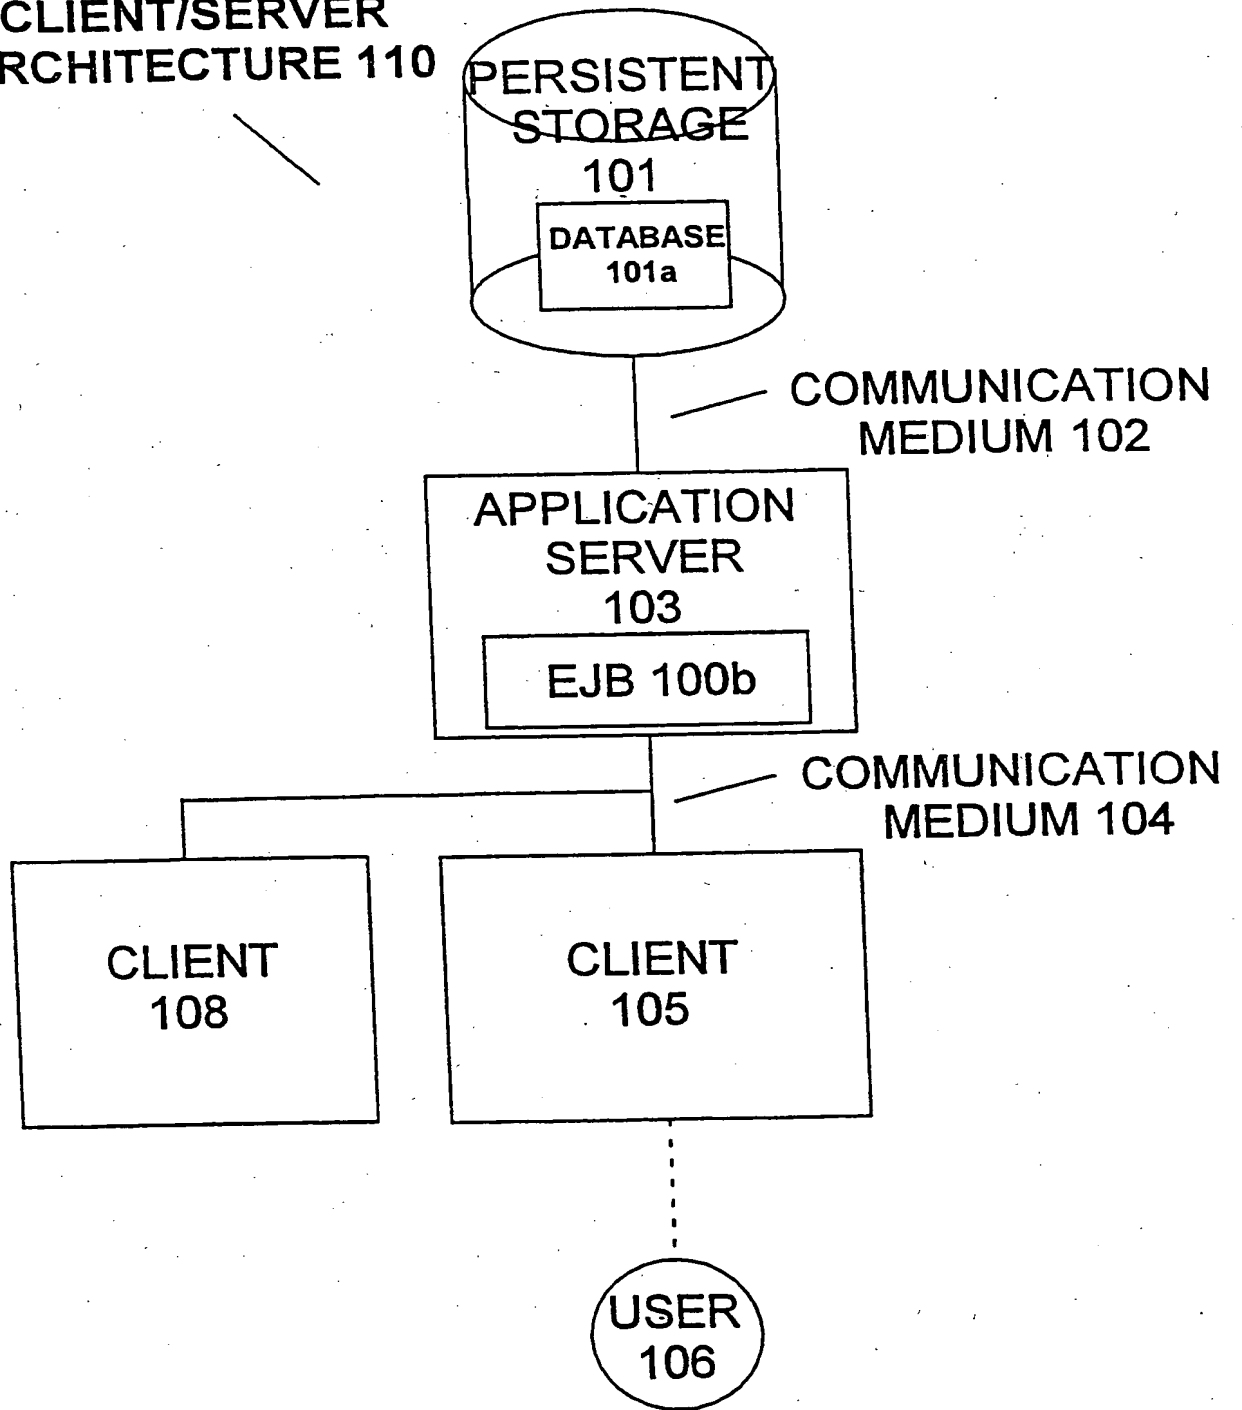 CLIENT/SERVER
RCHITECTURE 110
PERSISTENT
STORAGE
101
DATABASE
101a
COMMUNICATION
MEDIUM 102
APPLICATION
SERVER
103
EJB 100b
COMMUNICATION
MEDIUM 104
CLIENT
108
CLIENT
105
USER
106